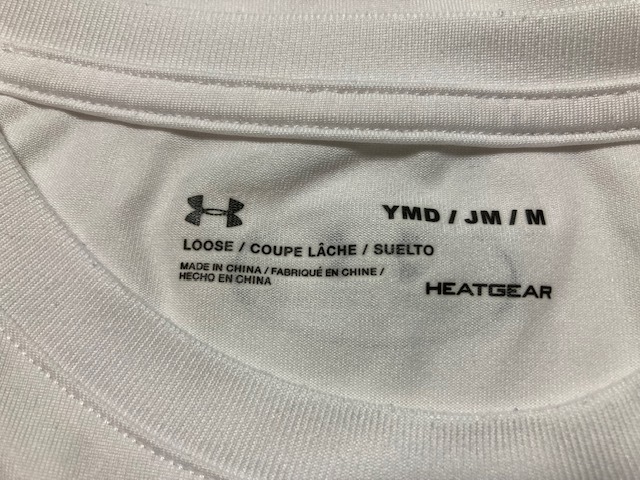 YMD / JM / M
LOOSE / COUPE LÂCHE / SUELTO
MADE IN CHINA / FABRIQUÉ EN CHINE /
HECHO EN CHINA
HEATGEAR